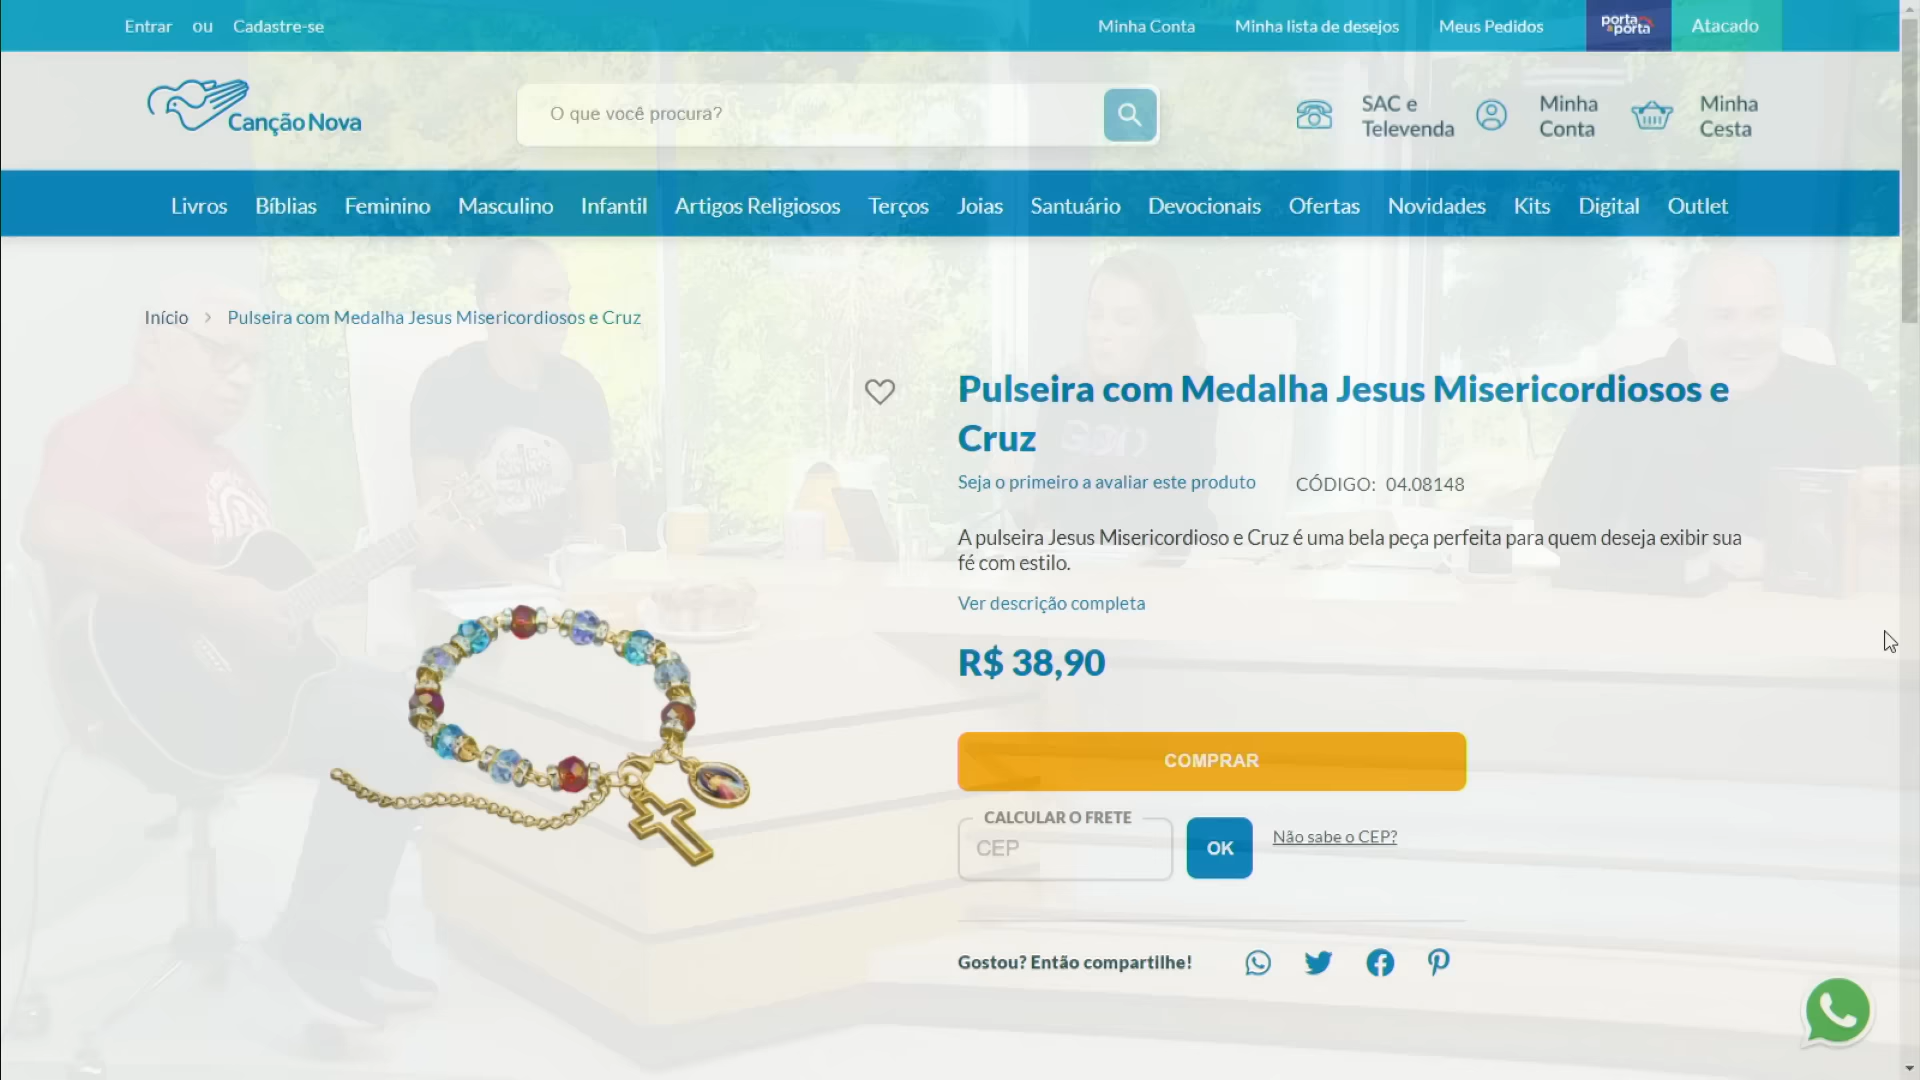 Entrar ou Cadastre-se
Minha Conta
Minha lista de desejos
Meus Pedidos
porta a porta
Atacado
Canção Nova
O que você procura?
SAC e
Televenda
Minha
Conta
Minha
Cesta
Livros Bíblias Feminino Masculino Infantil Artigos Religiosos Terços Joias Santuário Devocionais Ofertas Novidades Kits Digital Outlet
Início > Pulseira com Medalha Jesus Misericordiosos e Cruz
Pulseira com Medalha Jesus Misericordiosos e
Cruz
Seja o primeiro a avaliar este produto
CÓDIGO: 04.08148
A pulseira Jesus Misericordioso e Cruz é uma bela peça perfeita para quem deseja exibir sua
fé com estilo.
Ver descrição completa
R$ 38,90
COMPRAR
CALCULAR O FRETE
CEP
OK
Não sabe o CEP?
Gostou? Então compartilhe!